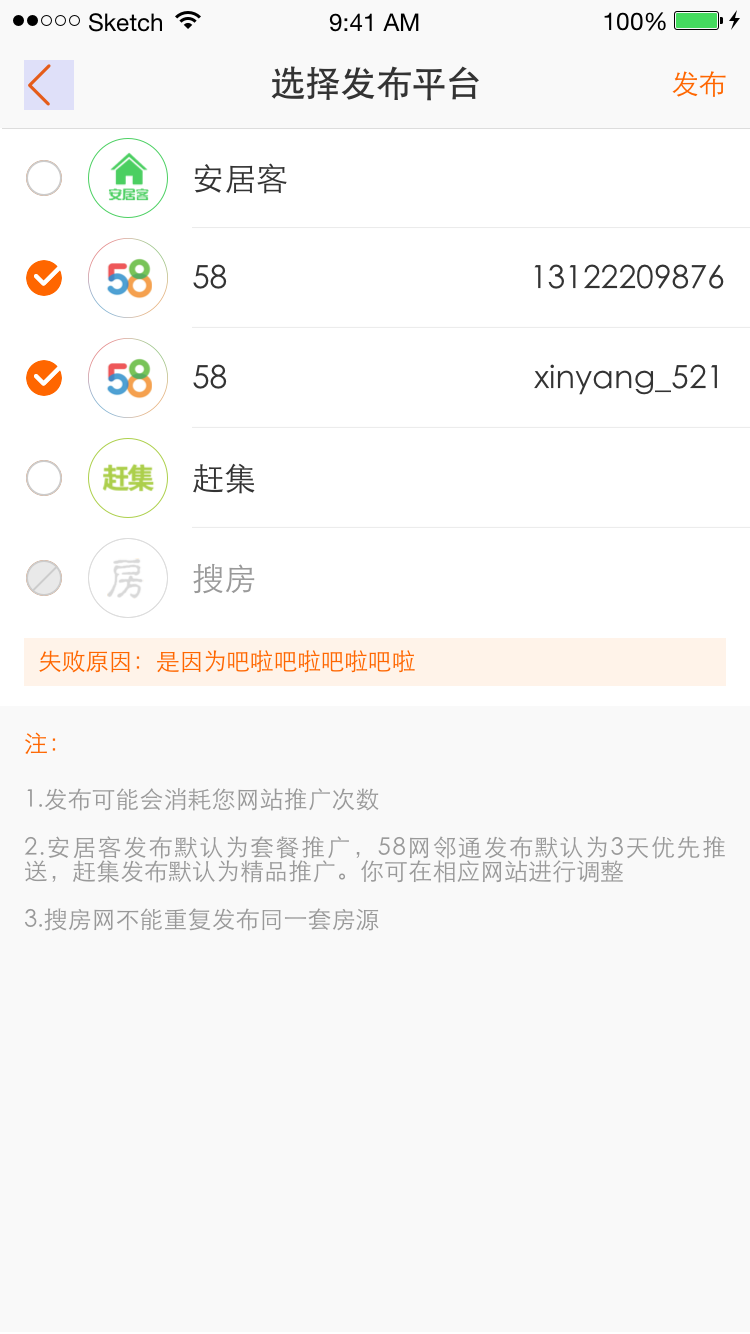 Sketch 9:41 AM 100%
选择发布平台 发布
安居客 安居客
58 58 13122209876
58 58 xinyang_521
赶集 赶集
房 搜房
失败原因：是因为吧啦吧啦吧啦吧啦
注：
1.发布可能会消耗您网站推广次数
2.安居客发布默认为套餐推广，58网邻通发布默认为3天优先推
送，赶集发布默认为精品推广。你可在相应网站进行调整
3.搜房网不能重复发布同一套房源